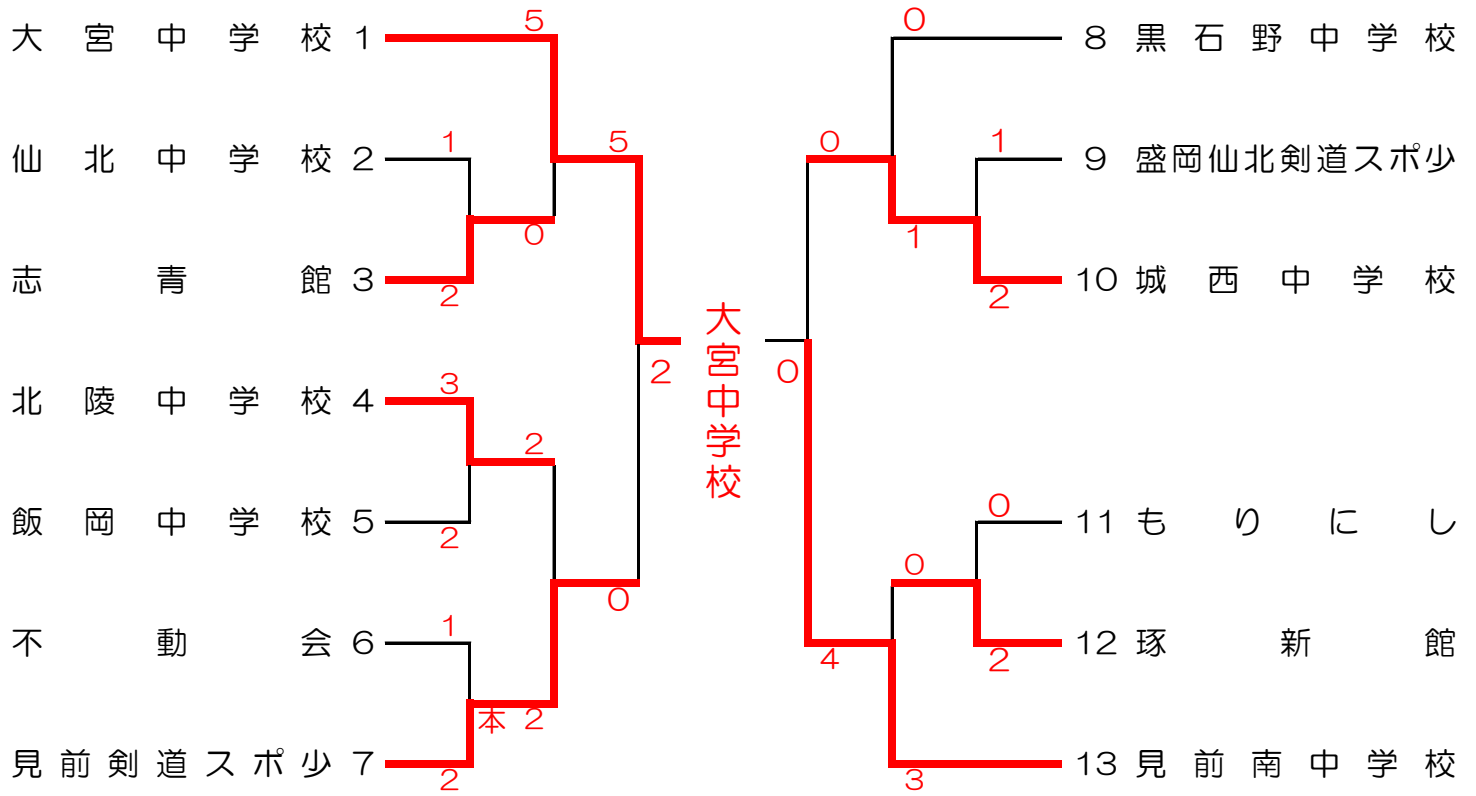 大宮中学校 1
5
仙北中学校 2
1
5
志青館 3
2
0
北陵中学校 4
3
2
飯岡中学校 5
2
0
不動会 6
1
本 2
見前剣道スポ少 7
2
2
大宮中学校
0
0
8 黒石野中学校
0
1
9 盛岡仙北剣道スポ少
1
2
10 城西中学校
0
11 もりにし
0
4
2
12 琢新館
3
13 見前南中学校